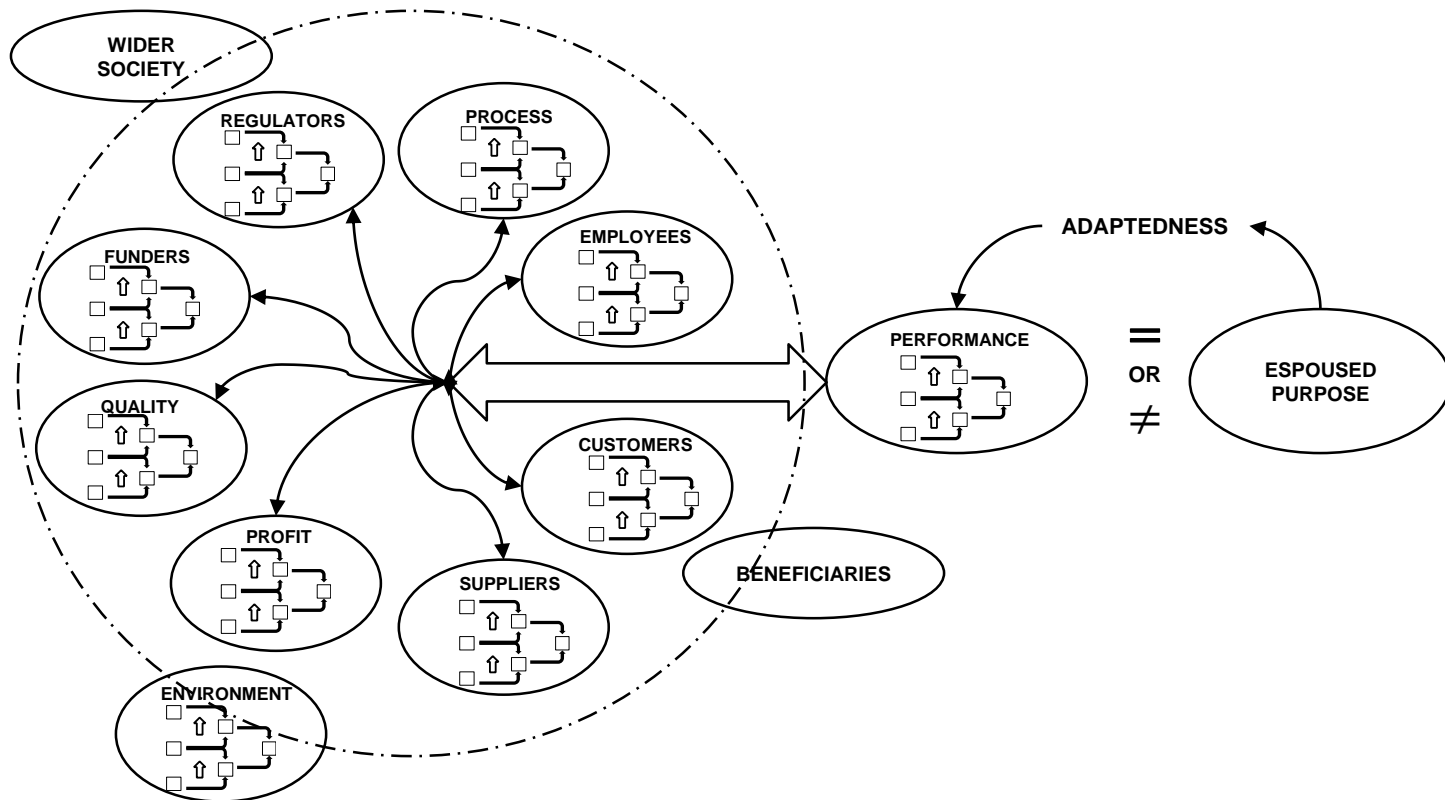 WIDER
SOCIETY
REGULATORS
PROCESS
FUNDERS
EMPLOYEES
ADAPTEDNESS
PERFORMANCE
=
OR
≠
ESPOUSED
PURPOSE
QUALITY
CUSTOMERS
PROFIT
SUPPLIERS
BENEFICIARIES
ENVIRONMENT